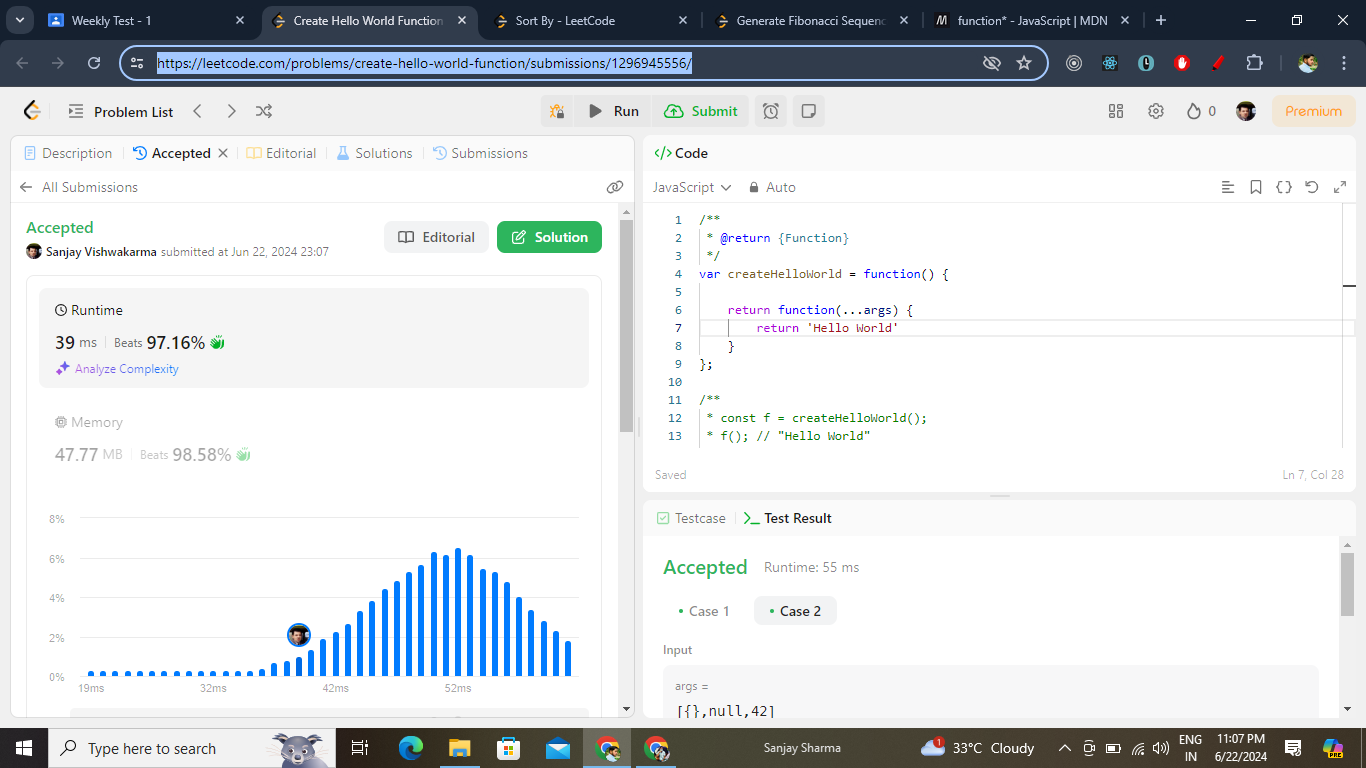 Weekly Test - 1
Create Hello World Function
Sort By - LeetCode
Generate Fibonacci Sequenc
function* - JavaScript | MDN
https://leetcode.com/problems/create-hello-world-function/submissions/1296945556/
Problem List
Run
Submit
0
Premium
Description
Accepted
Editorial
Solutions
Submissions
All Submissions
Accepted
Sanjay Vishwakarma submitted at Jun 22, 2024 23:07
Editorial
Solution
Runtime
39 ms
Beats 97.16%
Analyze Complexity
Memory
47.77 MB
Beats 98.58%
8%
6%
4%
2%
0%
19ms
32ms
42ms
52ms
Code
JavaScript
Auto
1 /**
2 * @return {Function}
3 */
4 var createHelloWorld = function() {
5
6 return function(...args) {
7 return 'Hello World'
8 }
9 };
10
11 /**
12 * const f = createHelloWorld();
13 * f(); // "Hello World"
Saved
Ln 7, Col 28
Testcase
Test Result
Accepted
Runtime: 55 ms
Case 1
Case 2
Input
args =
[{},null,42]
Type here to search
Sanjay Sharma
1
33°C Cloudy
ENG
IN
11:07 PM
6/22/2024
PRE